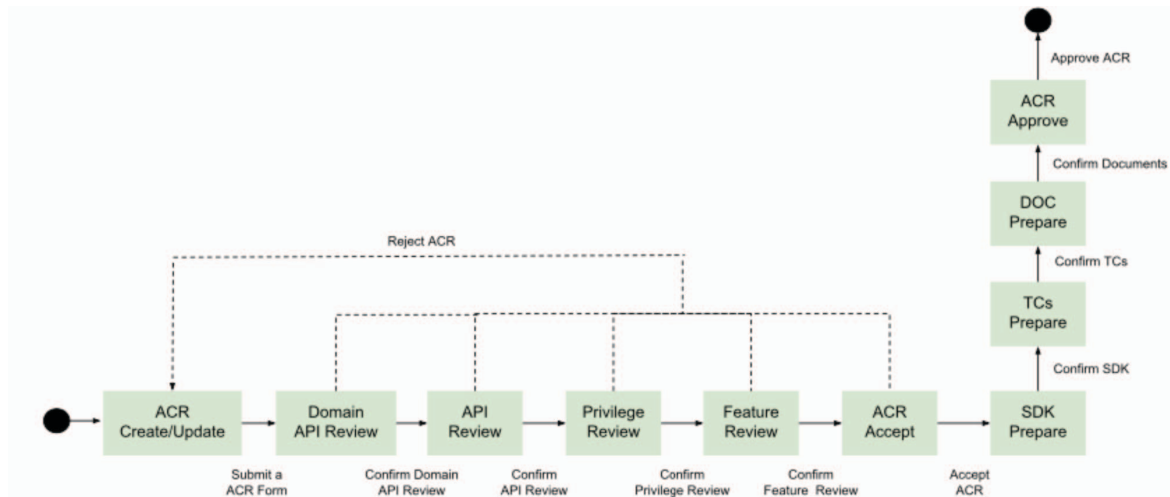 Approve ACR
ACR
Approve
Confirm Documents
DOC
Prepare
Reject ACR
Confirm TCs
TCs
Prepare
Confirm SDK
ACR
Create/Update
Domain
API Review
API
Review
Privilege
Review
Feature
Review
ACR
Accept
SDK
Prepare
Submit a
ACR Form
Confirm Domain
API Review
Confirm
API Review
Confirm
Privilege Review
Confirm
Feature Review
Accept
ACR